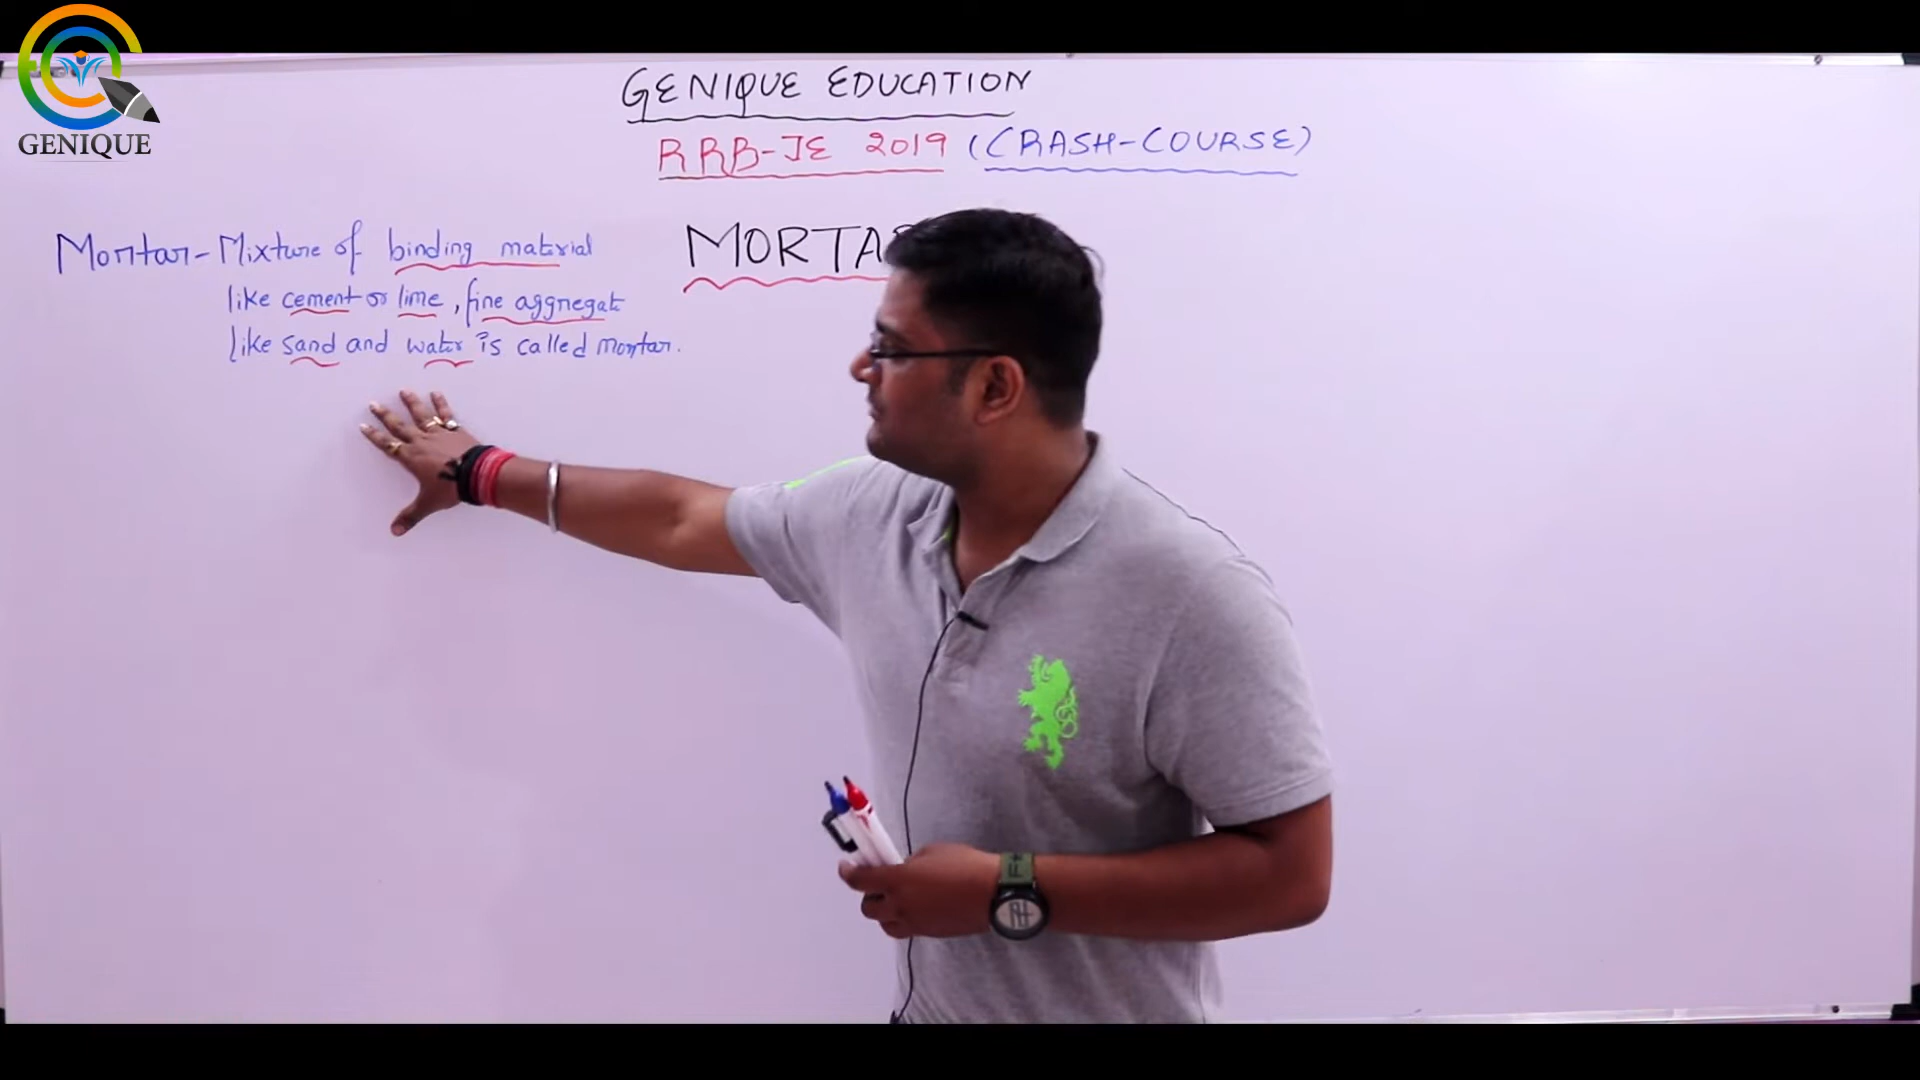 GENIQUE
GENIQUE EDUCATION
RRB-JE 2019 (CRASH-COURSE)
MORTA
Mortar-Mixture of binding material
like cement or lime, fine aggregate
like sand and water is called mortar.